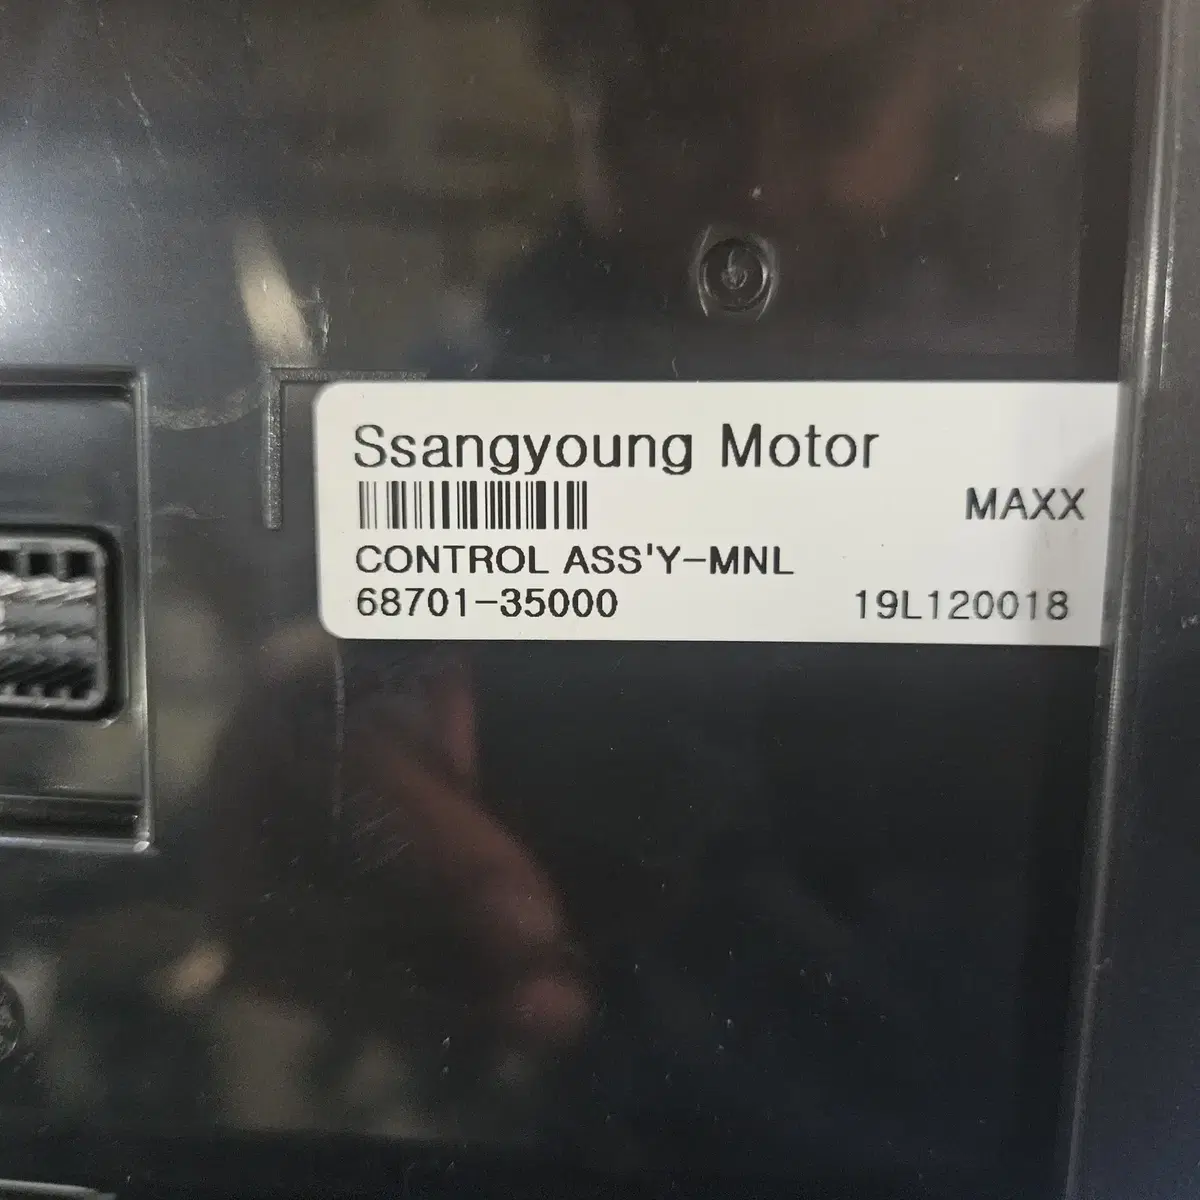 Ssangyoung Motor
MAXX
CONTROL ASS'Y-MNL
68701-35000 19L120018